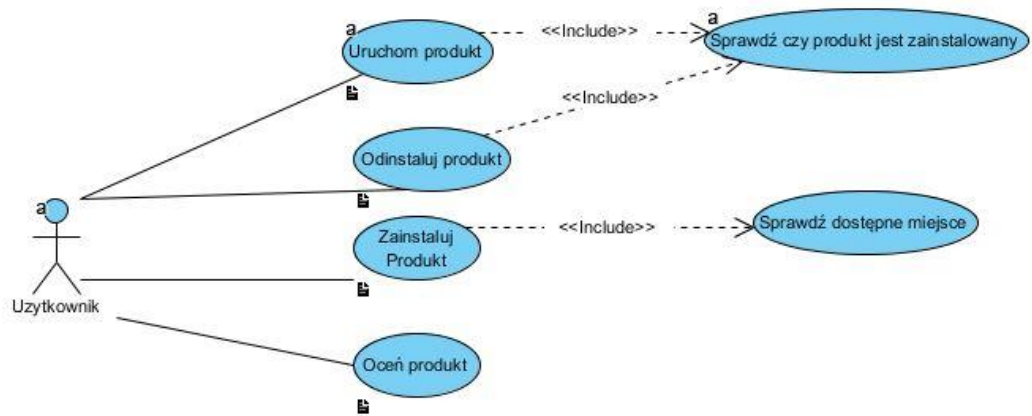 a
Uruchom produkt
<<Include>>
a
Sprawdź czy produkt jest zainstalowany
<<Include>>
Odinstaluj produkt
a
Uzytkownik
Zainstaluj
Produkt
<<Include>>
Sprawdź dostępne miejsce
Oceń produkt